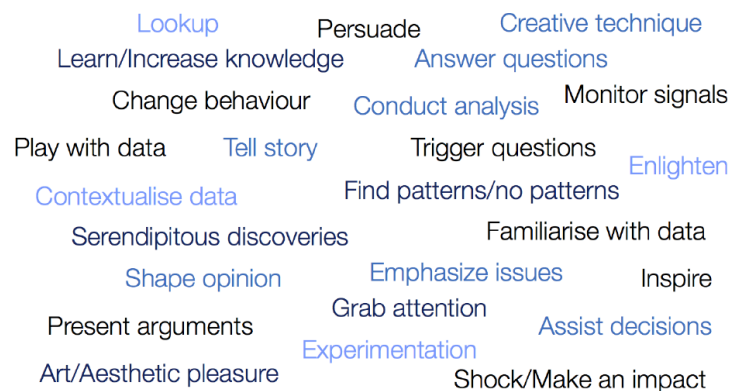 Lookup
Persuade
Creative technique
Learn/Increase knowledge
Answer questions
Change behaviour
Conduct analysis
Monitor signals
Play with data
Tell story
Trigger questions
Enlighten
Contextualise data
Find patterns/no patterns
Serendipitous discoveries
Familiarise with data
Shape opinion
Emphasize issues
Inspire
Grab attention
Present arguments
Assist decisions
Experimentation
Art/Aesthetic pleasure
Shock/Make an impact